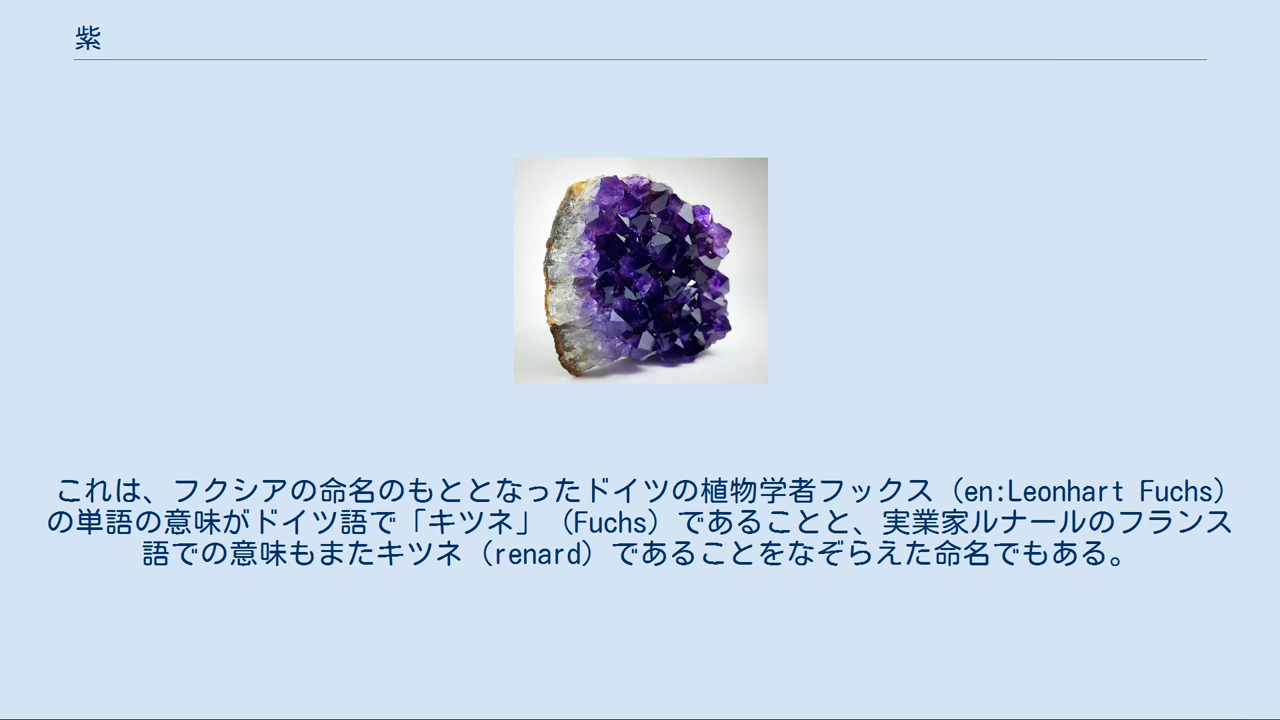 紫
これは、フクシアの命名のもととなったドイツの植物学者フックス（en:Leonhart Fuchs）
の単語の意味がドイツ語で「キツネ」（Fuchs）であることと、実業家ルナールのフランス
語での意味もまたキツネ（renard）であることをなぞらえた命名でもある。